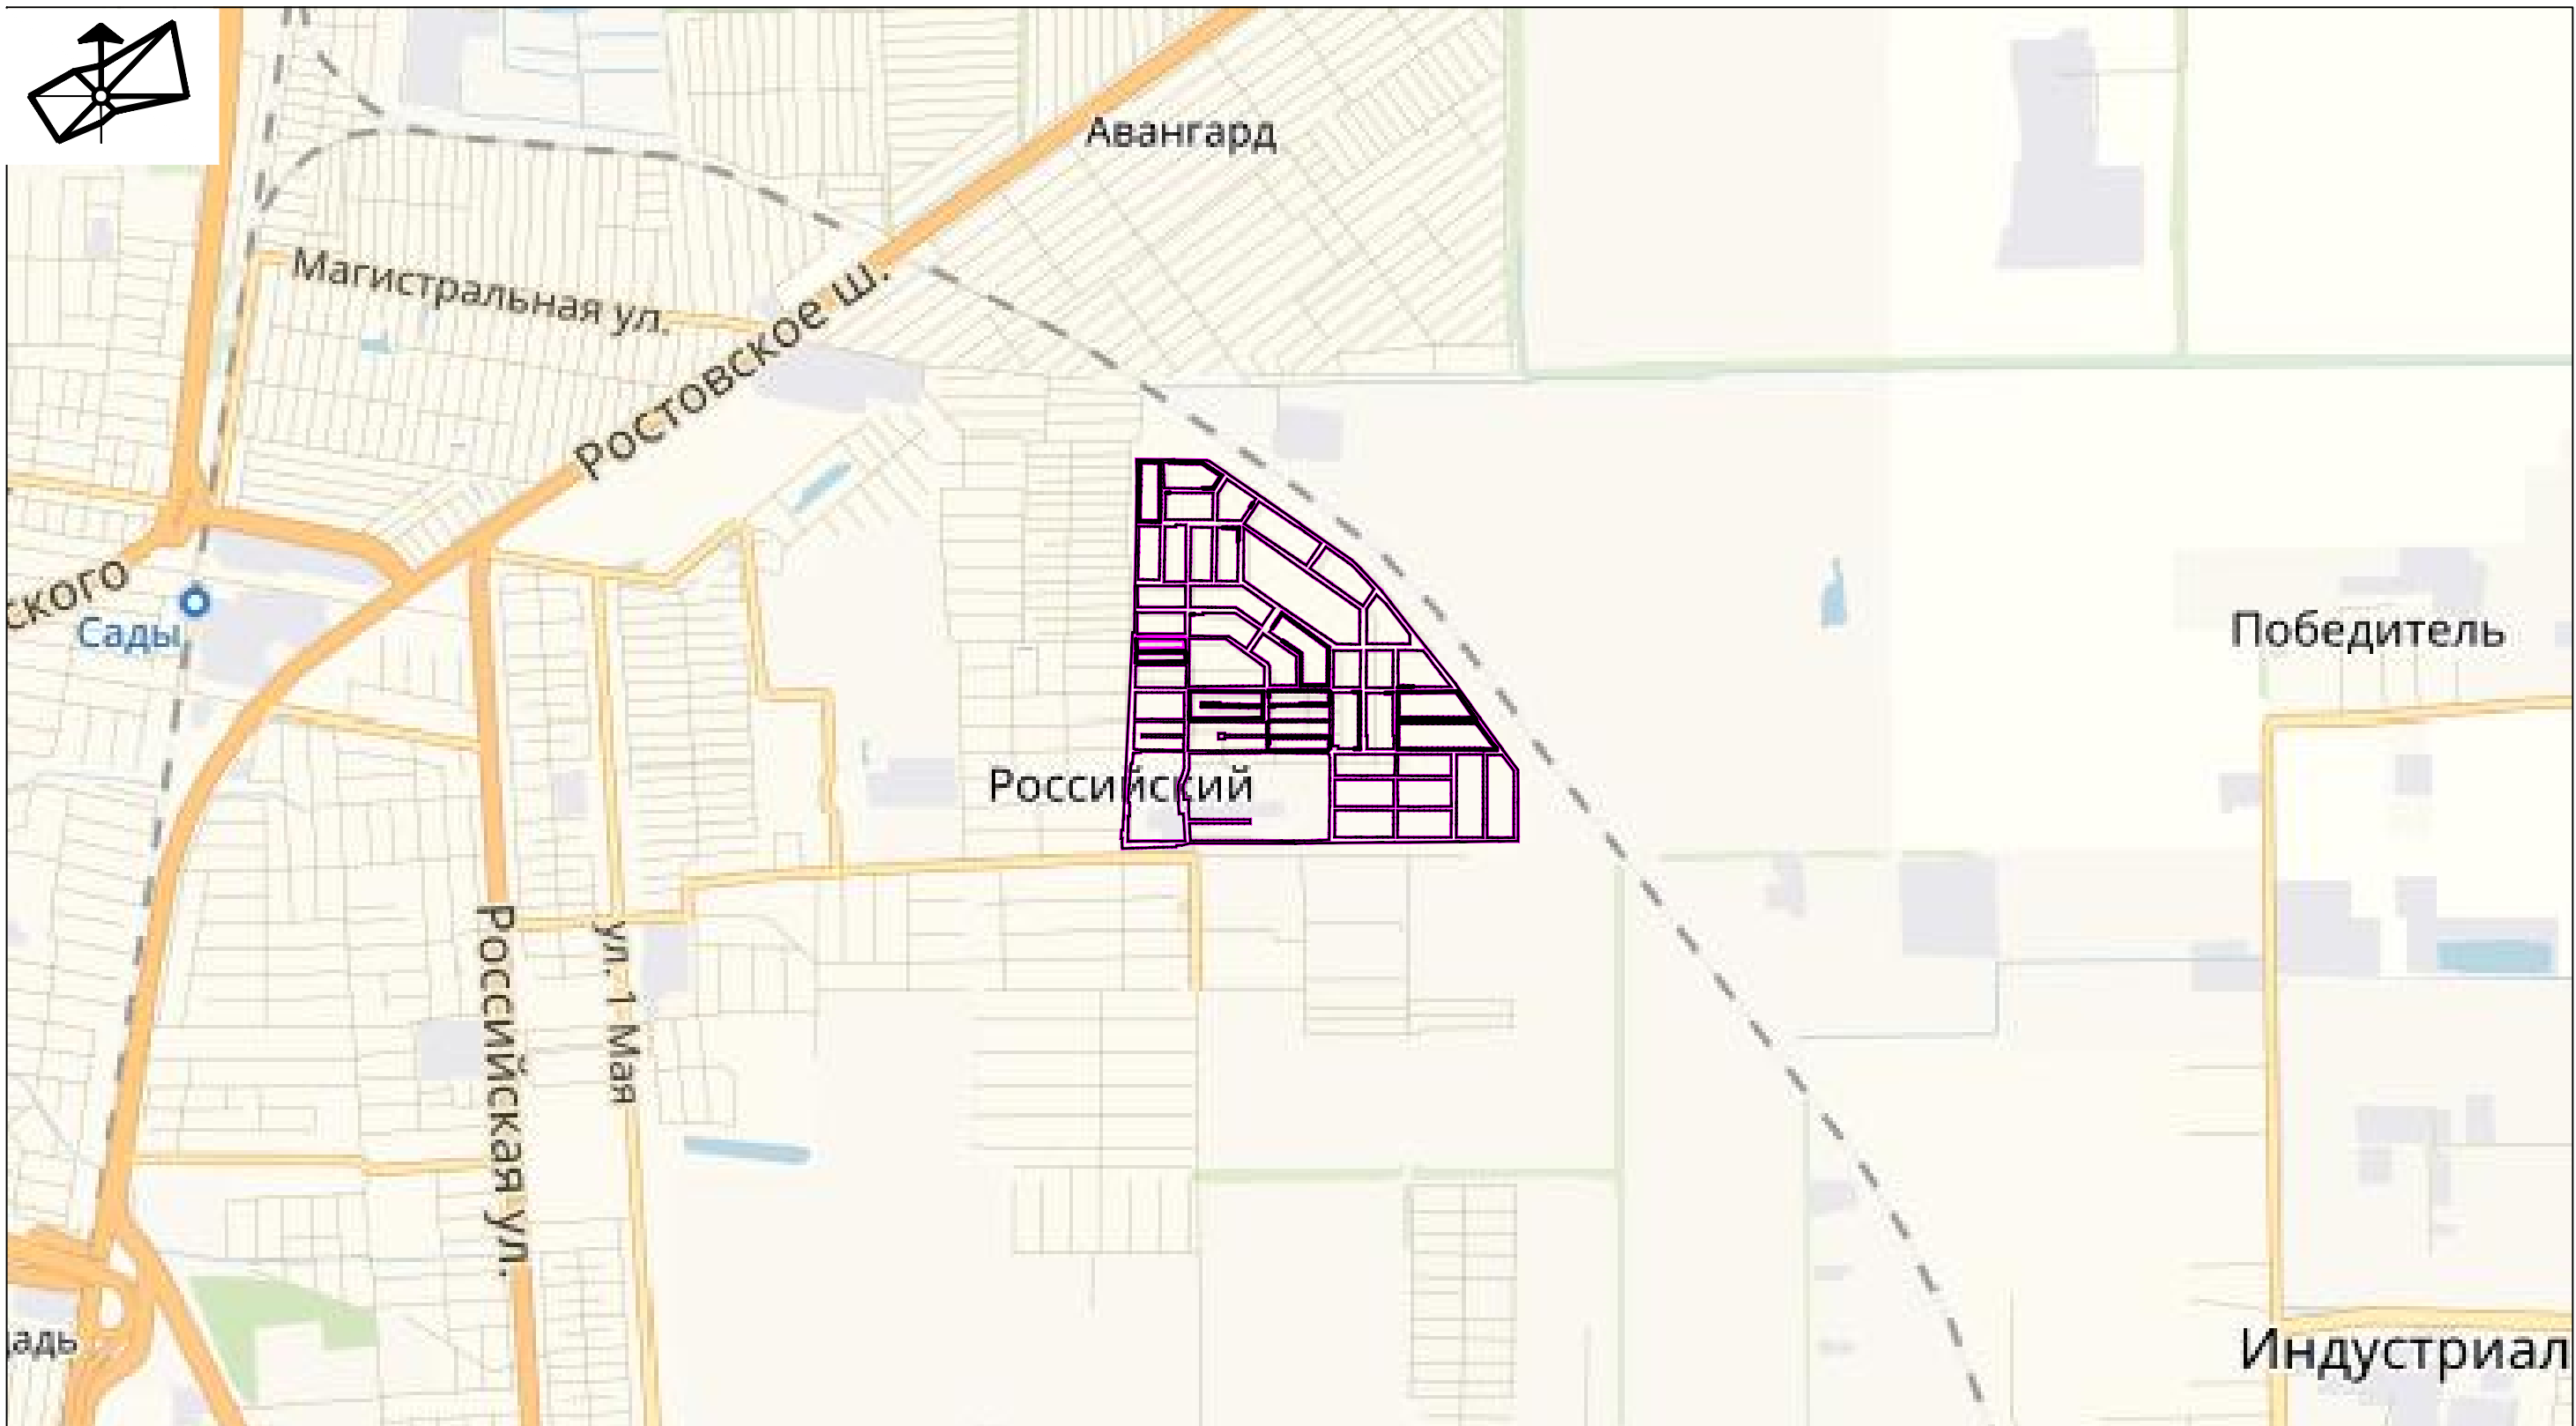 Авангард
Магистральная ул.
Ростовское ш.
ского
Сады
Победитель
Российский
Российская ул.
ул. 1 Мая
адь
Индустриал